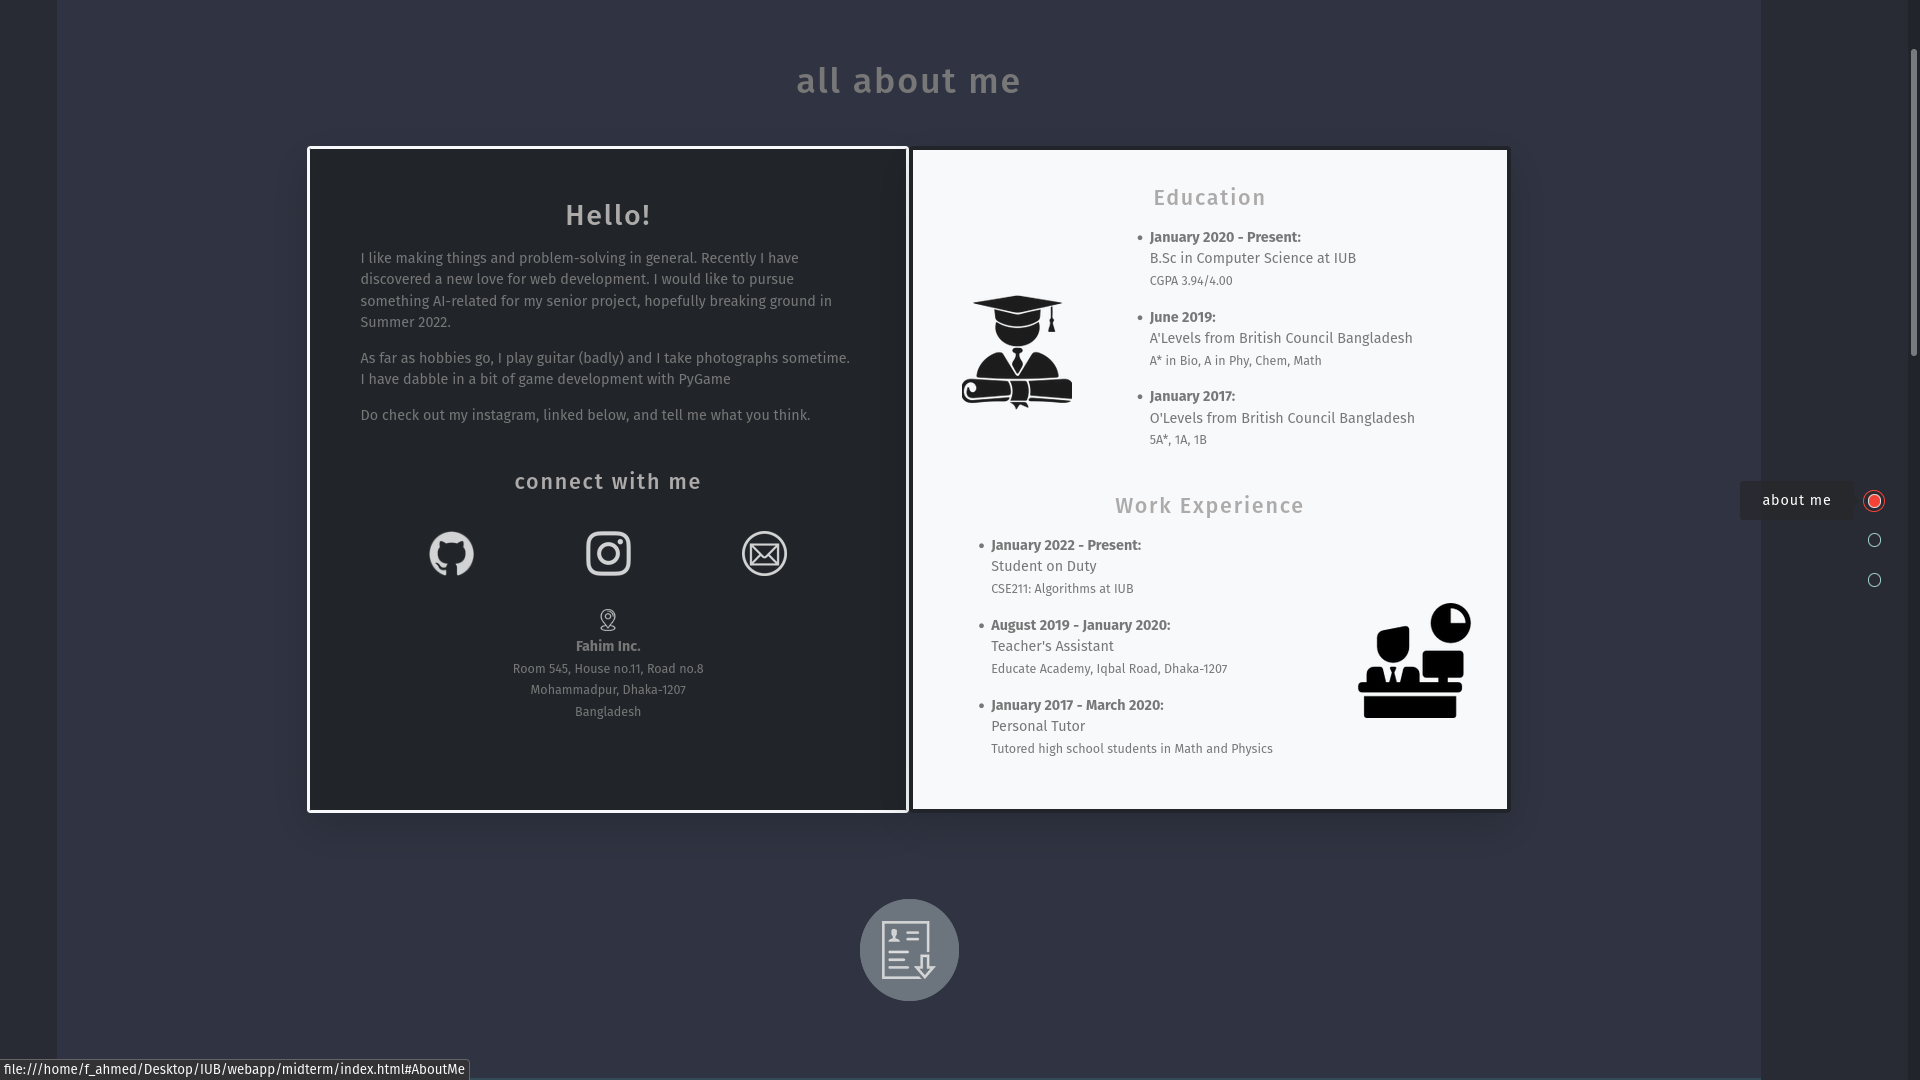 all about me
Hello!
I like making things and problem-solving in general. Recently I have
discovered a new love for web development. I would like to pursue
something AI-related for my senior project, hopefully breaking ground in
Summer 2022.
As far as hobbies go, I play guitar (badly) and I take photographs sometime.
I have dabble in a bit of game development with PyGame
Do check out my instagram, linked below, and tell me what you think.
connect with me
Fahim Inc.
Room 545, House no.11, Road no.8
Mohammadpur, Dhaka-1207
Bangladesh
Education
• January 2020 - Present:
B.Sc in Computer Science at IUB
CGPA 3.94/4.00
• June 2019:
A'Levels from British Council Bangladesh
A* in Bio, A in Phy, Chem, Math
• January 2017:
O'Levels from British Council Bangladesh
5A*, 1A, 1B
Work Experience
• January 2022 - Present:
Student on Duty
CSE211: Algorithms at IUB
• August 2019 - January 2020:
Teacher's Assistant
Educate Academy, Iqbal Road, Dhaka-1207
• January 2017 - March 2020:
Personal Tutor
Tutored high school students in Math and Physics
about me
file:///home/f_ahmed/Desktop/IUB/webapp/midterm/index.html#AboutMe